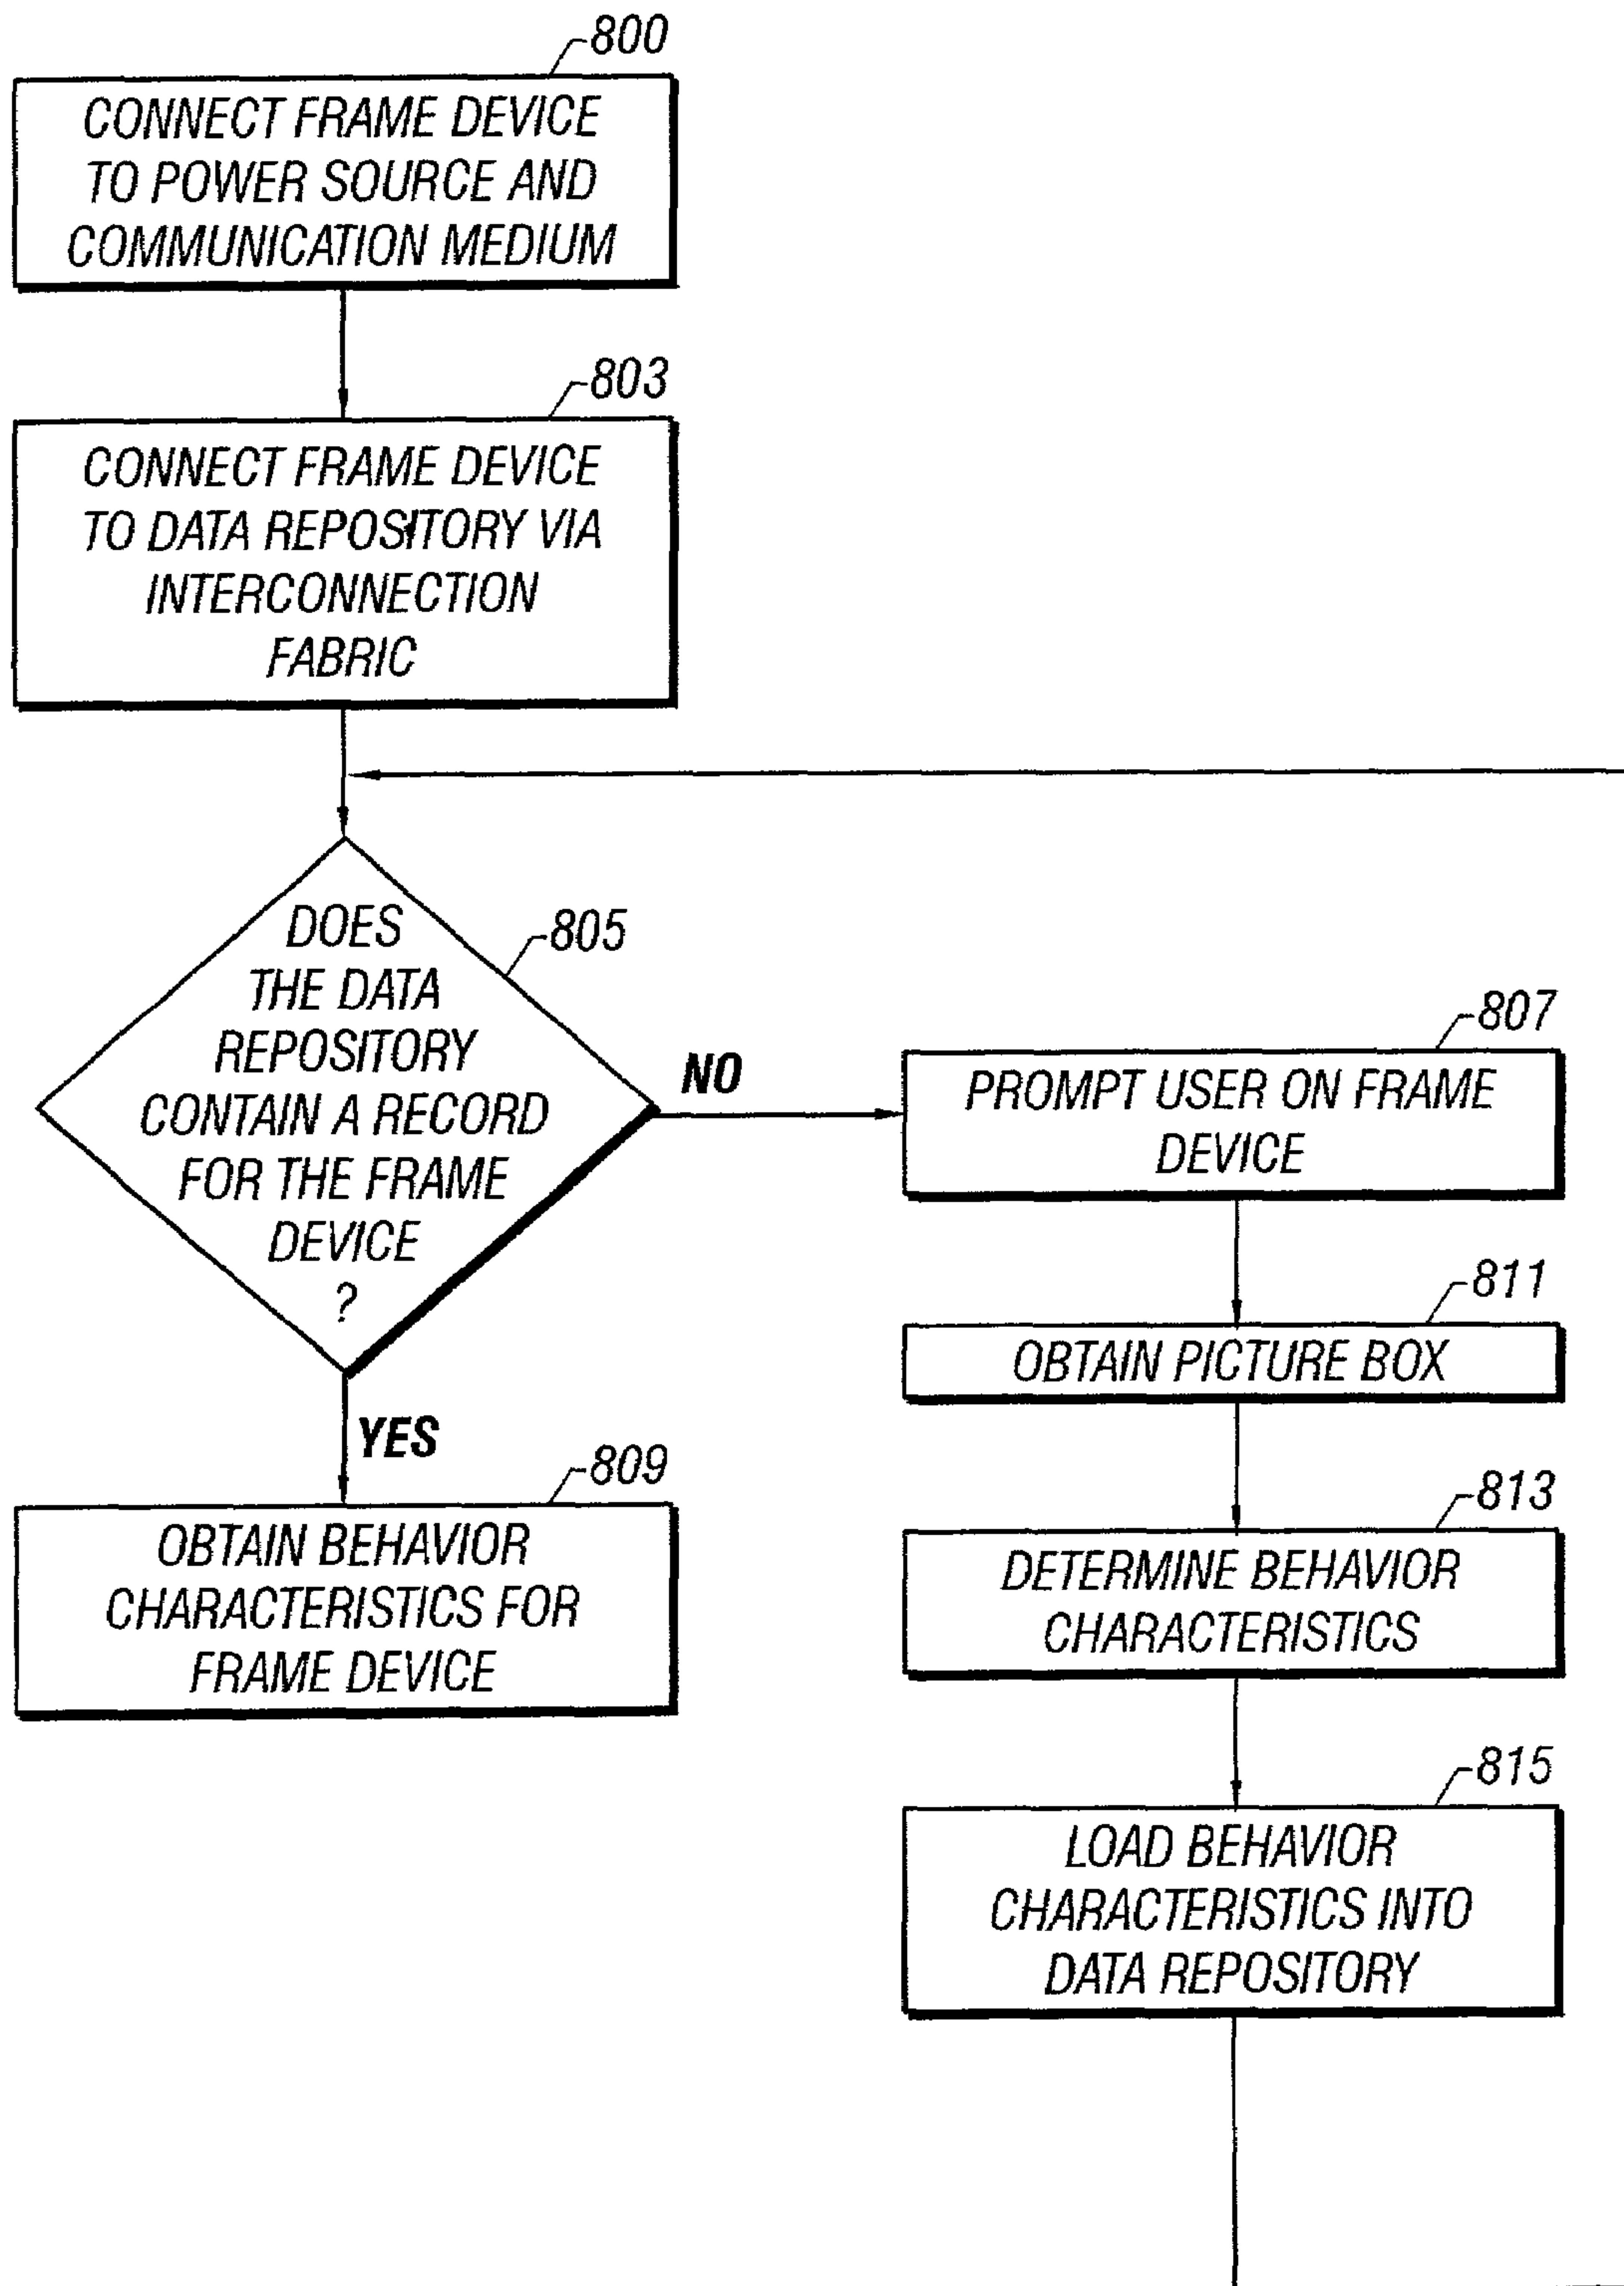 800
CONNECT FRAME DEVICE
TO POWER SOURCE AND
COMMUNICATION MEDIUM
803
CONNECT FRAME DEVICE
TO DATA REPOSITORY VIA
INTERCONNECTION
FABRIC
805
DOES
THE DATA
REPOSITORY
CONTAIN A RECORD
FOR THE FRAME
DEVICE
?
NO
YES
809
OBTAIN BEHAVIOR
CHARACTERISTICS FOR
FRAME DEVICE
807
PROMPT USER ON FRAME
DEVICE
811
OBTAIN PICTURE BOX
813
DETERMINE BEHAVIOR
CHARACTERISTICS
815
LOAD BEHAVIOR
CHARACTERISTICS INTO
DATA REPOSITORY